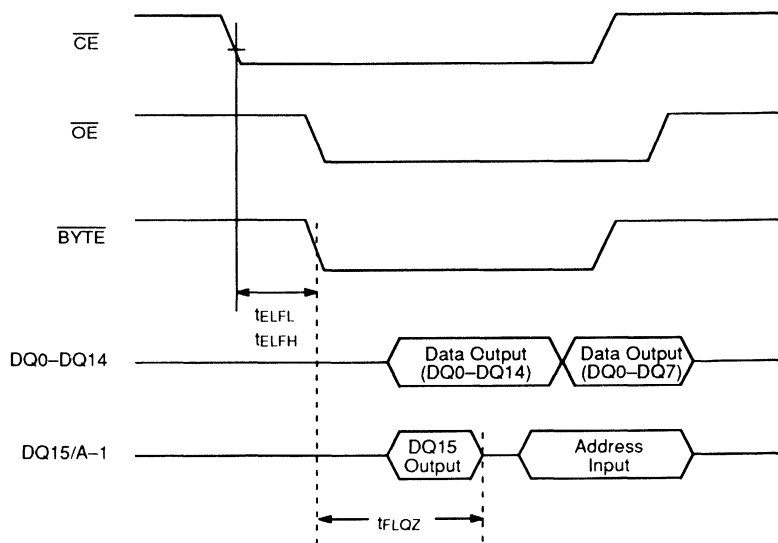 CE
OE
BYTE
tELFL
tELFH
DQ0–DQ14
Data Output
(DQ0–DQ14)
Data Output
(DQ0–DQ7)
DQ15/A–1
DQ15
Output
Address
Input
tFLQZ